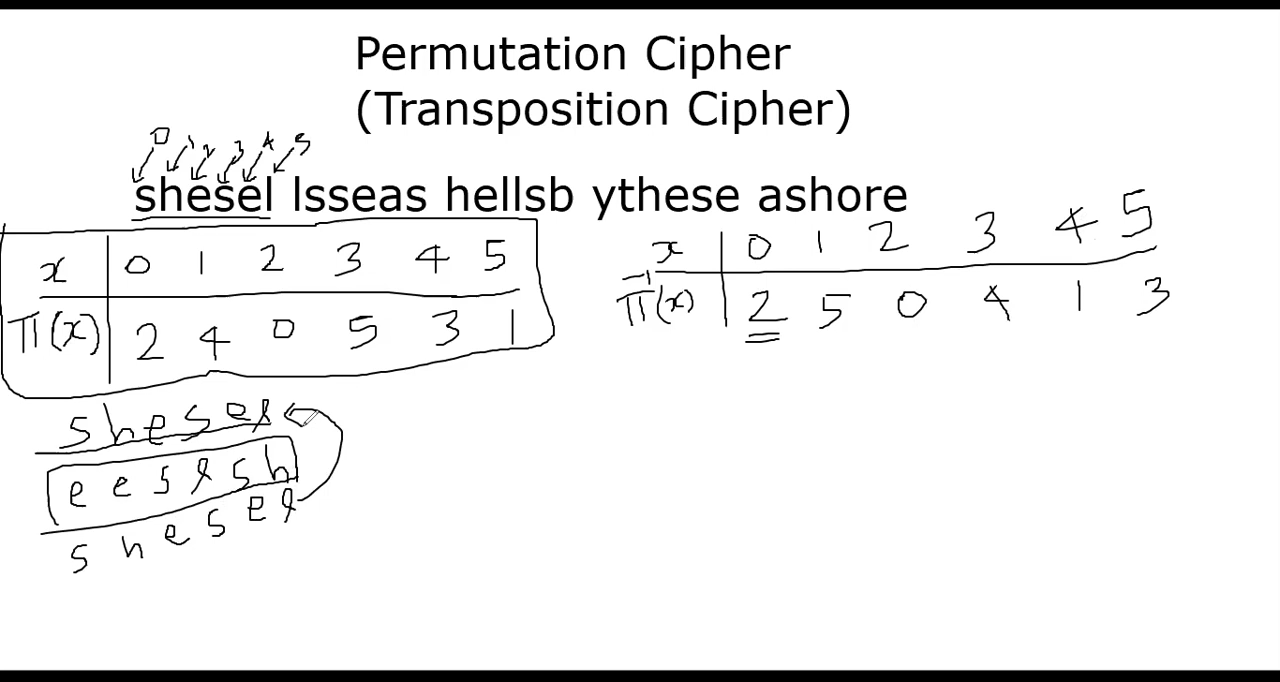 Permutation Cipher
(Transposition Cipher)
0 1 2 3 4 5
shesel lsseas hellsb ythese ashore
x 0 1 2 3 4 5
π(x) 2 4 0 5 3 1
x 0 1 2 3 4 5
π⁻¹(x) 2 5 0 4 1 3
shesel
eeslsh
shesel